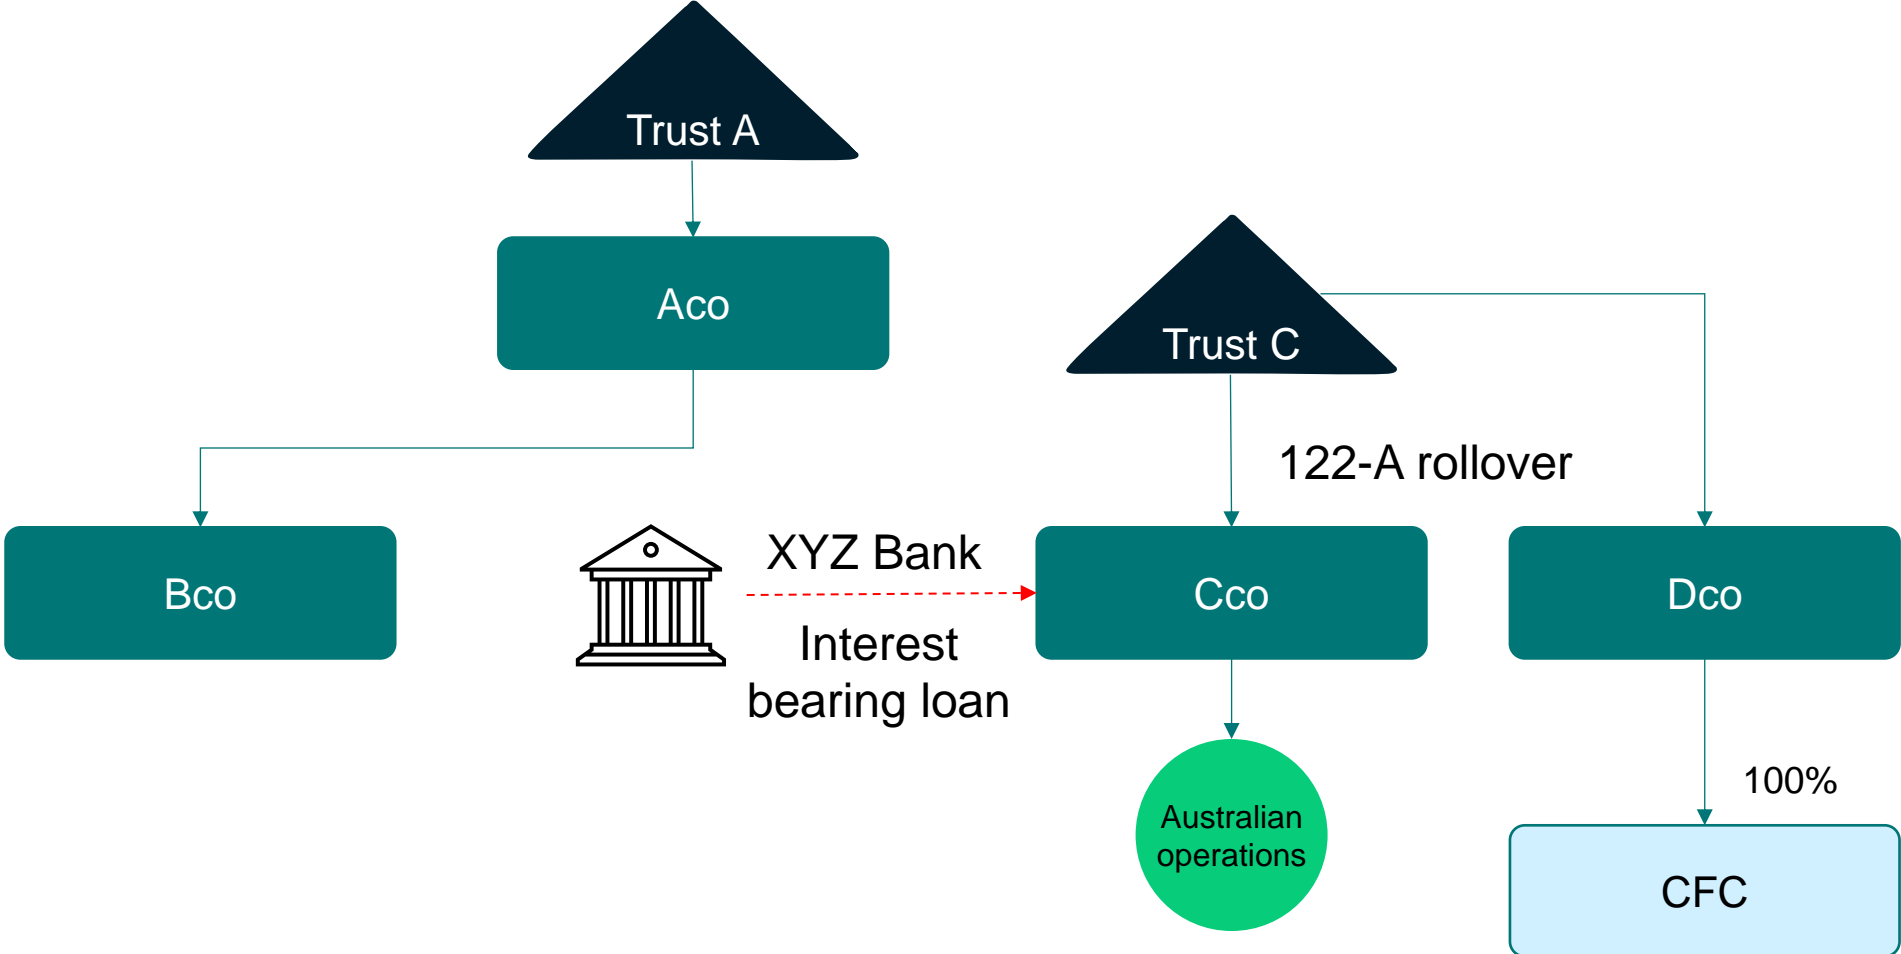 Trust A
Aco
Trust C
122-A rollover
Bco
XYZ Bank
Interest
bearing loan
Cco
Dco
Australian
operations
100%
CFC